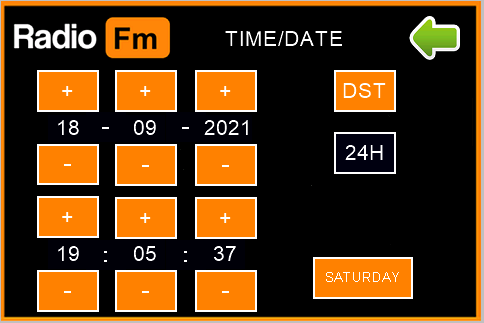 Radio Fm TIME/DATE
+ + + DST
18 - 09 - 2021
24H
- - -
+ + +
19 : 05 : 37
SATURDAY
- - -